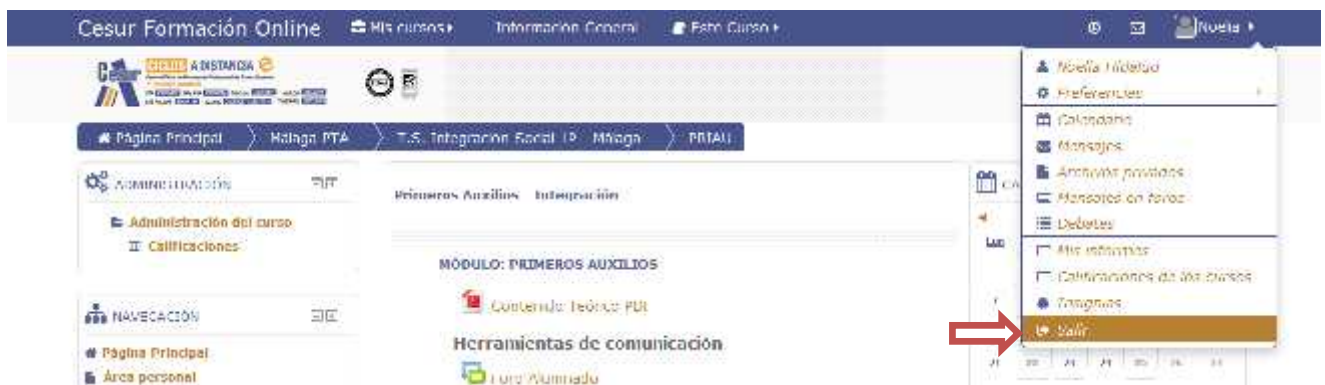 Cesur Formación Online
Mis cursos
Información General
Este Curso
Noelia
A DISTANCIA
Página Principal
Málaga PTA
T.S. Integración Social
Málaga
PRIAU
ADMINISTRACIÓN
Administración del curso
Calificaciones
NAVEGACIÓN
Página Principal
Área personal
Primeros Auxilios Integración
MÓDULO: PRIMEROS AUXILIOS
Contenido Teórico PDF
Herramientas de comunicación
Foro Alumnado
CA
Lun
Noelia Hidalgo
Preferencias
Calendario
Mensajes
Archivos privados
Mensajes en foros
Debates
Mis informes
Calificaciones de los cursos
Insignias
Salir